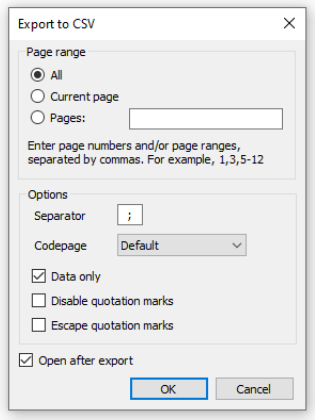 Export to CSV
Page range
All
Current page
Pages:
Enter page numbers and/or page ranges,
separated by commas. For example, 1,3,5-12
Options
Separator ;
Codepage Default
Data only
Disable quotation marks
Escape quotation marks
Open after export
OK Cancel